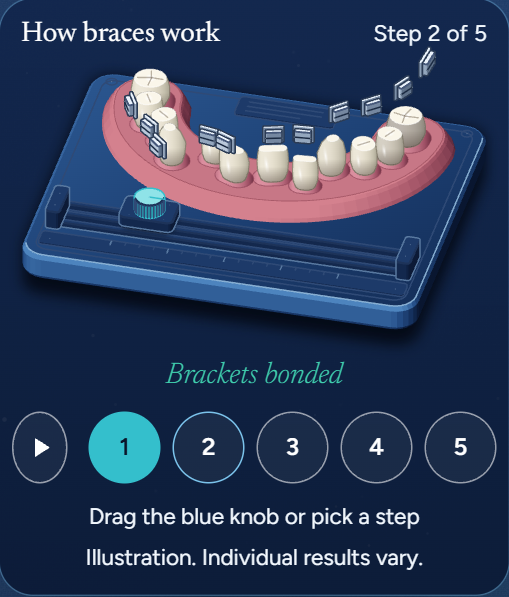 How braces work
Step 2 of 5
Brackets bonded
1 2 3 4 5
Drag the blue knob or pick a step
Illustration. Individual results vary.